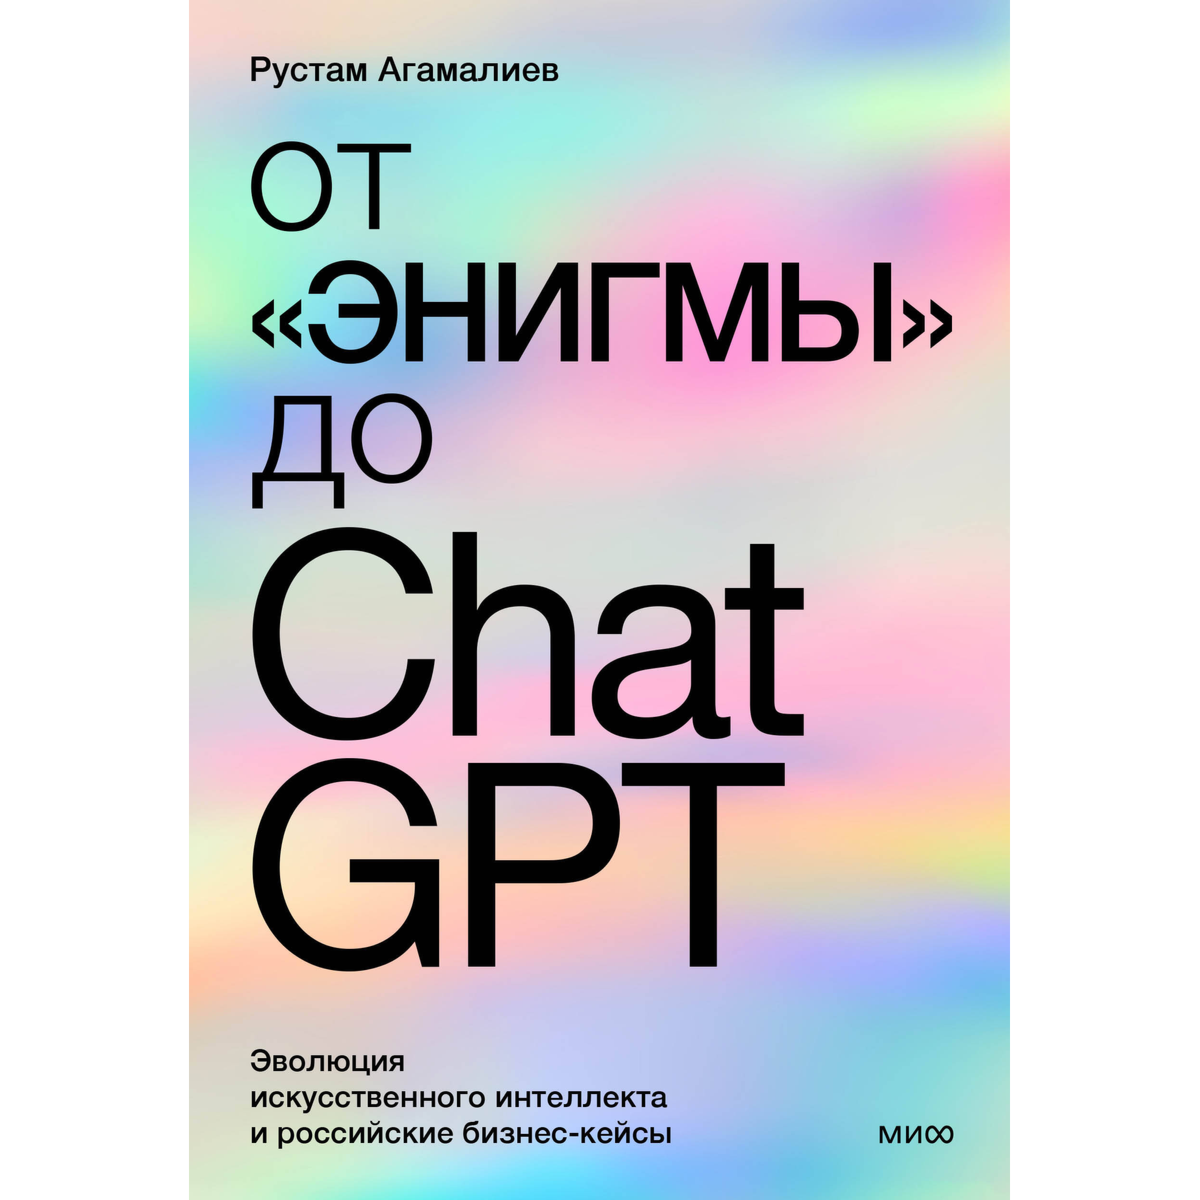 Рустам Агамалиев
ОТ
«ЭНИГМЫ»
ДО
Chat
GPT
Эволюция
искусственного интеллекта
и российские бизнес-кейсы
МИФ